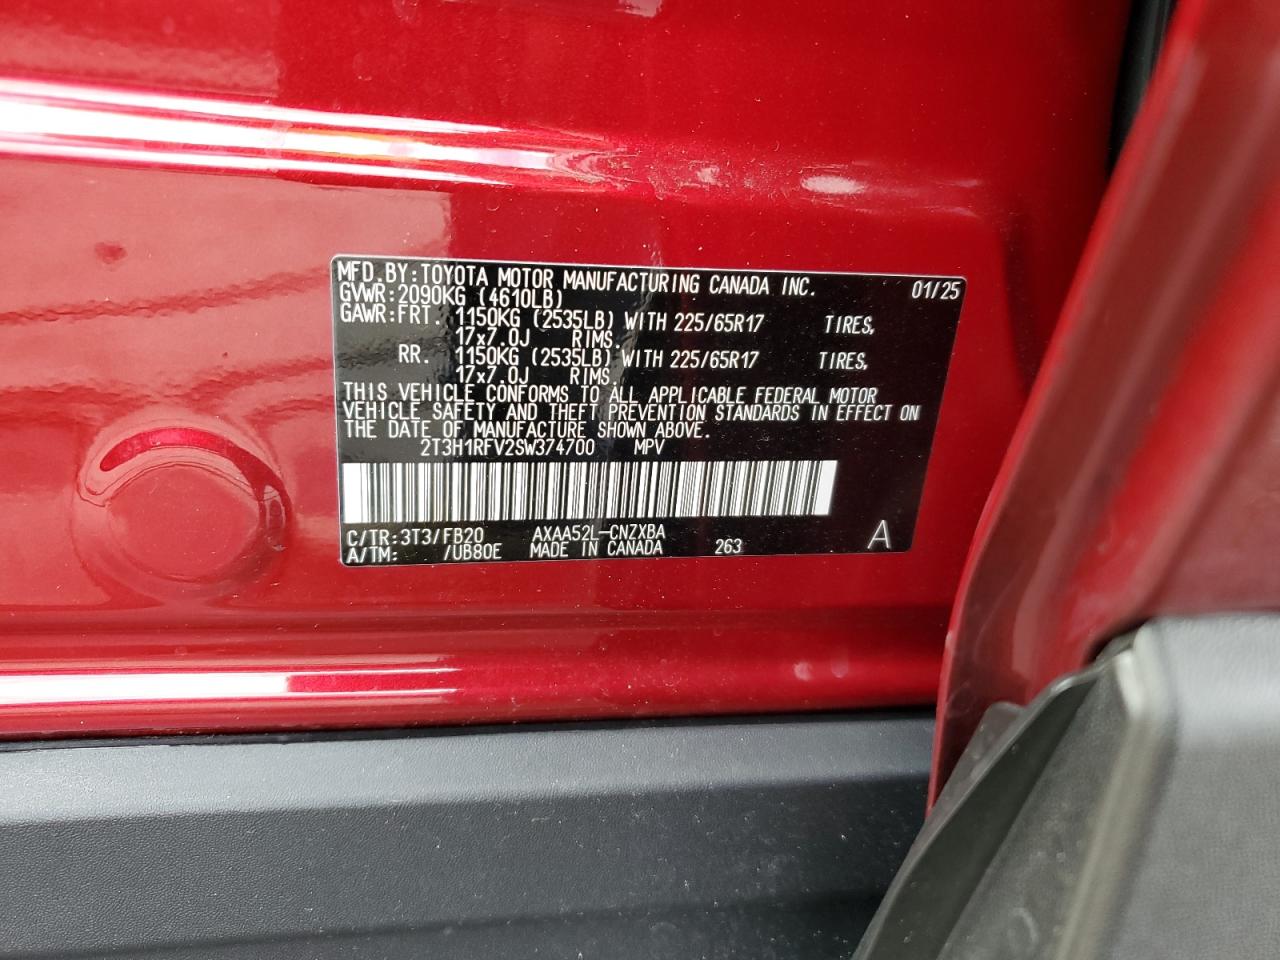 MFD.BY:TOYOTA MOTOR MANUFACTURING CANADA INC. 01/25
GVWR:2090KG (4610LB)
GAWR:FRT. 1150KG (2535LB) WITH 225/65R17 TIRES,
17x7.0J RIMS.
RR. 1150KG (2535LB) WITH 225/65R17 TIRES,
17x7.0J RIMS.
THIS VEHICLE CONFORMS TO ALL APPLICABLE FEDERAL MOTOR
VEHICLE SAFETY AND THEFT PREVENTION STANDARDS IN EFFECT ON
THE DATE OF MANUFACTURE SHOWN ABOVE.
2T3H1RFV2SW374700 MPV
C/TR:3T3/FB20 AXAA52L-CNZXBA
A/TM: /UB80E MADE IN CANADA 263 A